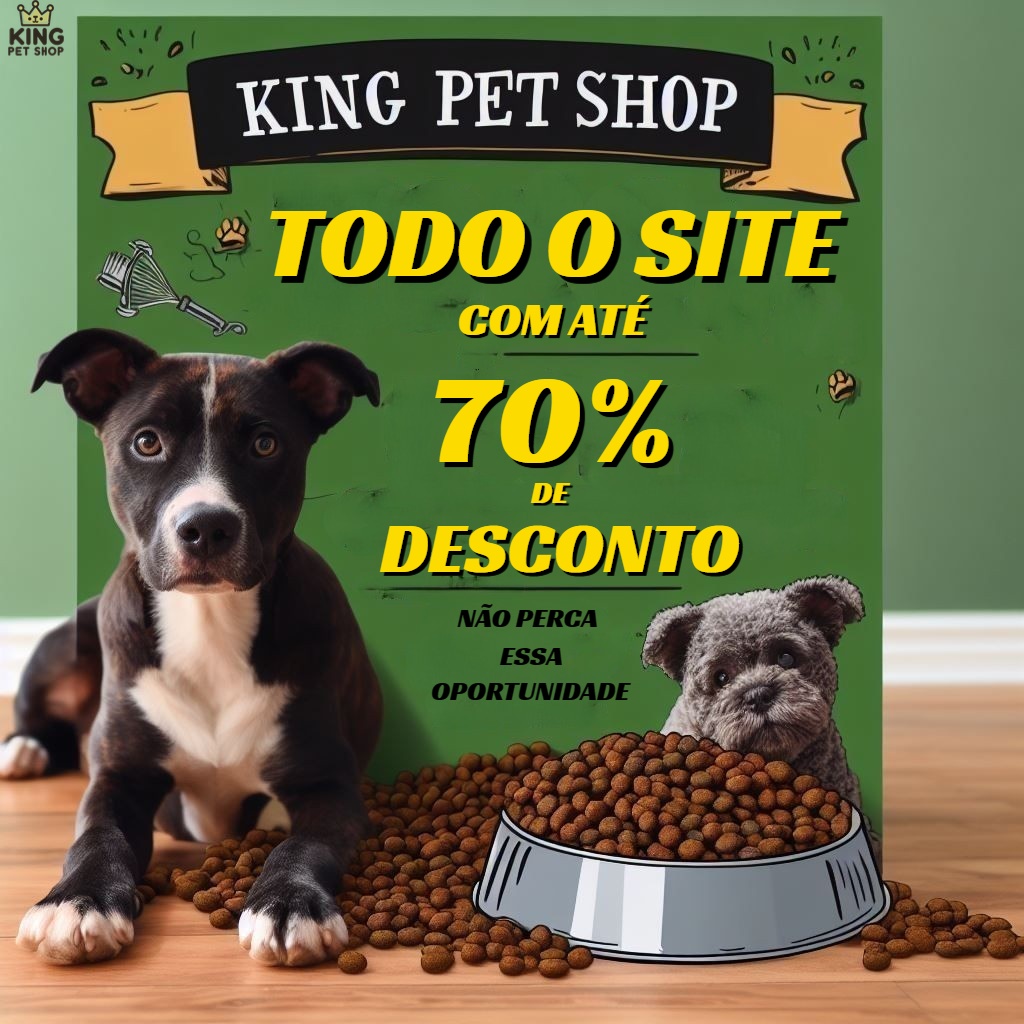 KING
PET SHOP
KING PET SHOP
TODO O SITE
COM ATÉ
70%
DE
DESCONTO
NÃO PERCA
ESSA
OPORTUNIDADE